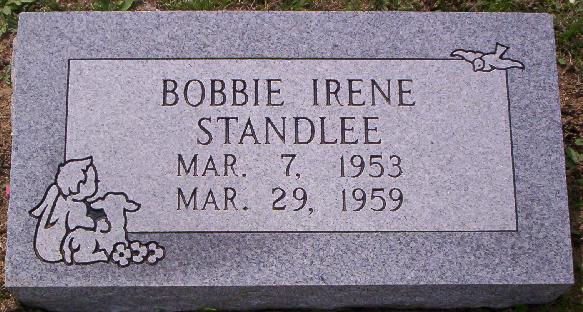 BOBBIE IRENE
STANDLEE
MAR. 7, 1953
MAR. 29, 1959